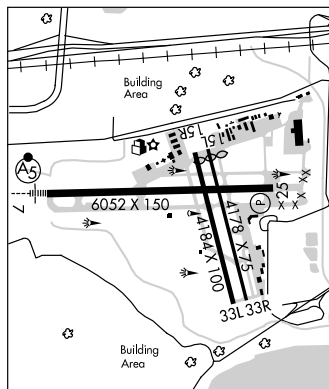 Building
Area
15R
15L
A5
7
6052 X 150
25
P
X
X
X
X
4184 X 100
4178 X 75
33L 33R
Building
Area